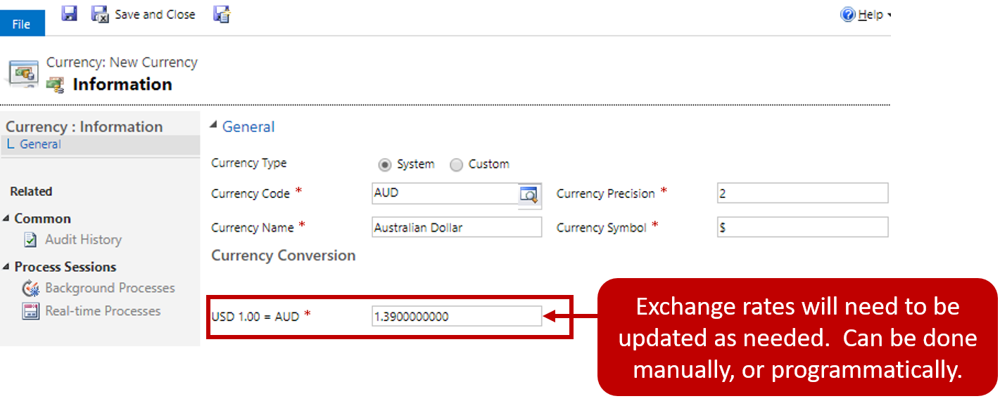 File
Save and Close
Help
Currency: New Currency
Information
Currency : Information
General
Related
Common
Audit History
Process Sessions
Background Processes
Real-time Processes
General
Currency Type System Custom
Currency Code * AUD Currency Precision * 2
Currency Name * Australian Dollar Currency Symbol * $
Currency Conversion
USD 1.00 = AUD * 1.3900000000
Exchange rates will need to be
updated as needed. Can be done
manually, or programmatically.